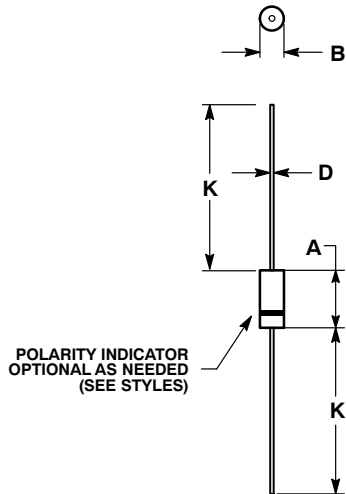 B
K
D
A
POLARITY INDICATOR
OPTIONAL AS NEEDED
(SEE STYLES)
K